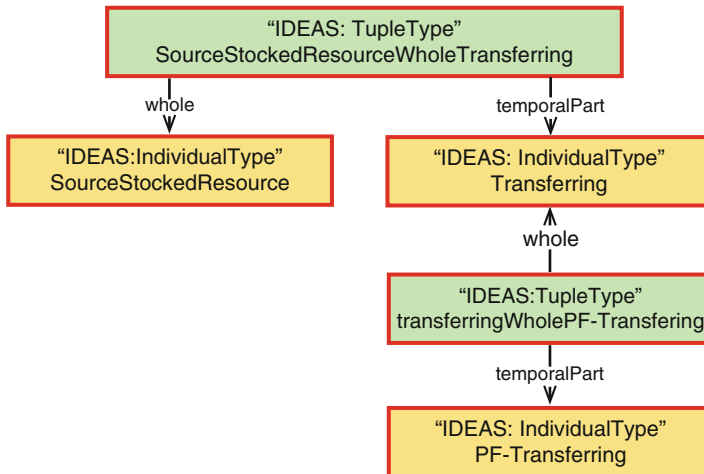 “IDEAS: TupleType”
SourceStockedResourceWholeTransferring
whole
temporalPart
“IDEAS:IndividualType”
SourceStockedResource
“IDEAS: IndividualType”
Transferring
whole
“IDEAS:TupleType”
transferringWholePF-Transfering
temporalPart
“IDEAS: IndividualType”
PF-Transferring